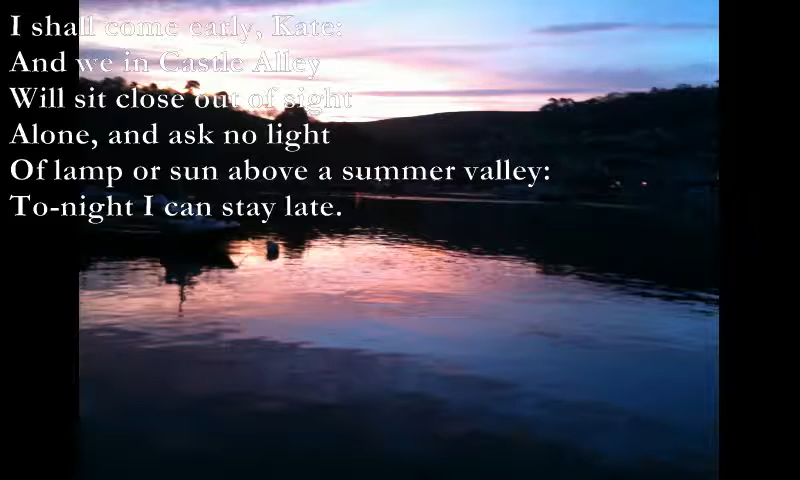 I shall come early, Kate:
And we in Castle Alley
Will sit close out of sight
Alone, and ask no light
Of lamp or sun above a summer valley:
To-night I can stay late.